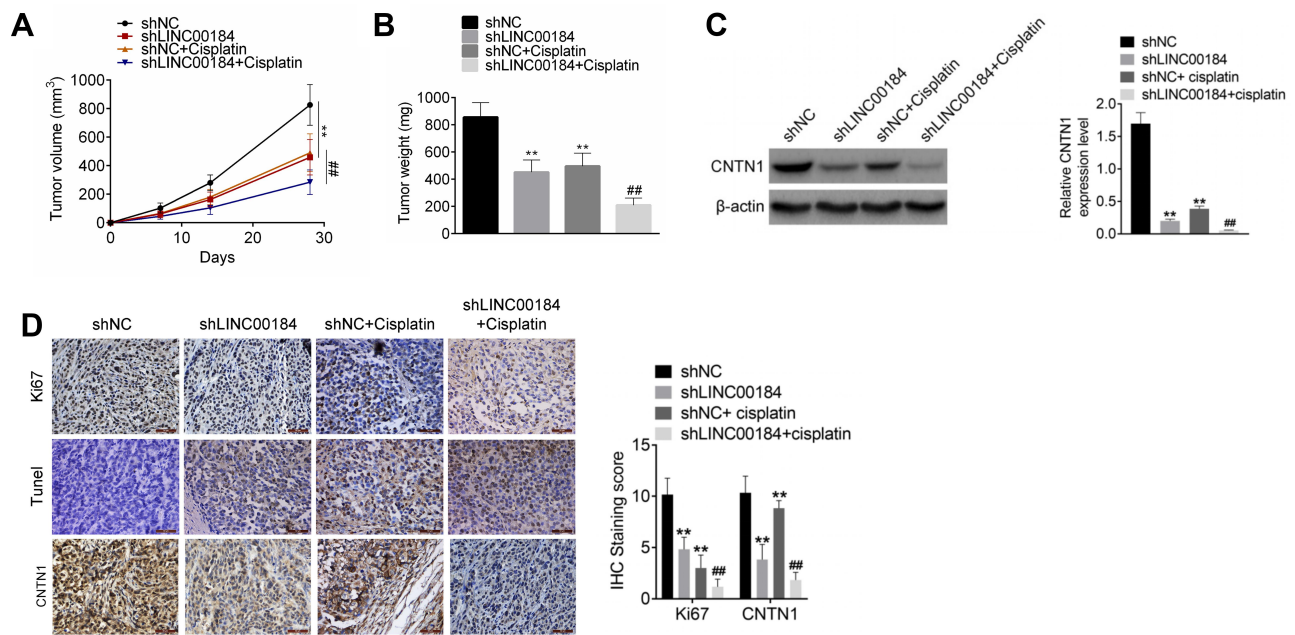 A
shNC
shLINC00184
shNC+Cisplatin
shLINC00184+Cisplatin
Tumor volume (mm3)
1000
800
600
400
200
0
0
10
20
30
Days
**
##
B
shNC
shLINC00184
shNC+Cisplatin
shLINC00184+Cisplatin
Tumor weight (mg)
1000
800
600
400
200
0
**
**
##
C
shNC
shLINC00184
shNC+Cisplatin
shLINC00184+Cisplatin
CNTN1
β-actin
shNC
shLINC00184
shNC+ cisplatin
shLINC00184+cisplatin
Relative CNTN1
expression level
2.0
1.5
1.0
0.5
0.0
**
**
##
D
shNC
shLINC00184
shNC+Cisplatin
shLINC00184
+Cisplatin
Ki67
Tunel
CNTN1
shNC
shLINC00184
shNC+ cisplatin
shLINC00184+cisplatin
IHC Staining score
15
10
5
0
**
**
##
**
**
##
Ki67
CNTN1